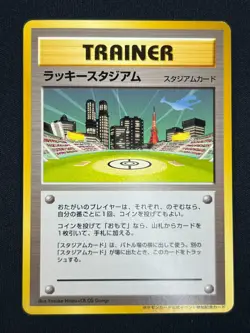 TRAINER
ラッキースタジアム
スタジアムカード
おたがいのプレイヤーは、それぞれ、のぞむなら、
自分の番ごとに1回、コインを投げてもよい。
コインを投げて「おもて」なら、山札からカードを
1枚引いて、手札に加える。
「スタジアムカード」は、バトル場の横に出して使う。別の
「スタジアムカード」が場に出たとき、このカードはトラッ
シュする。